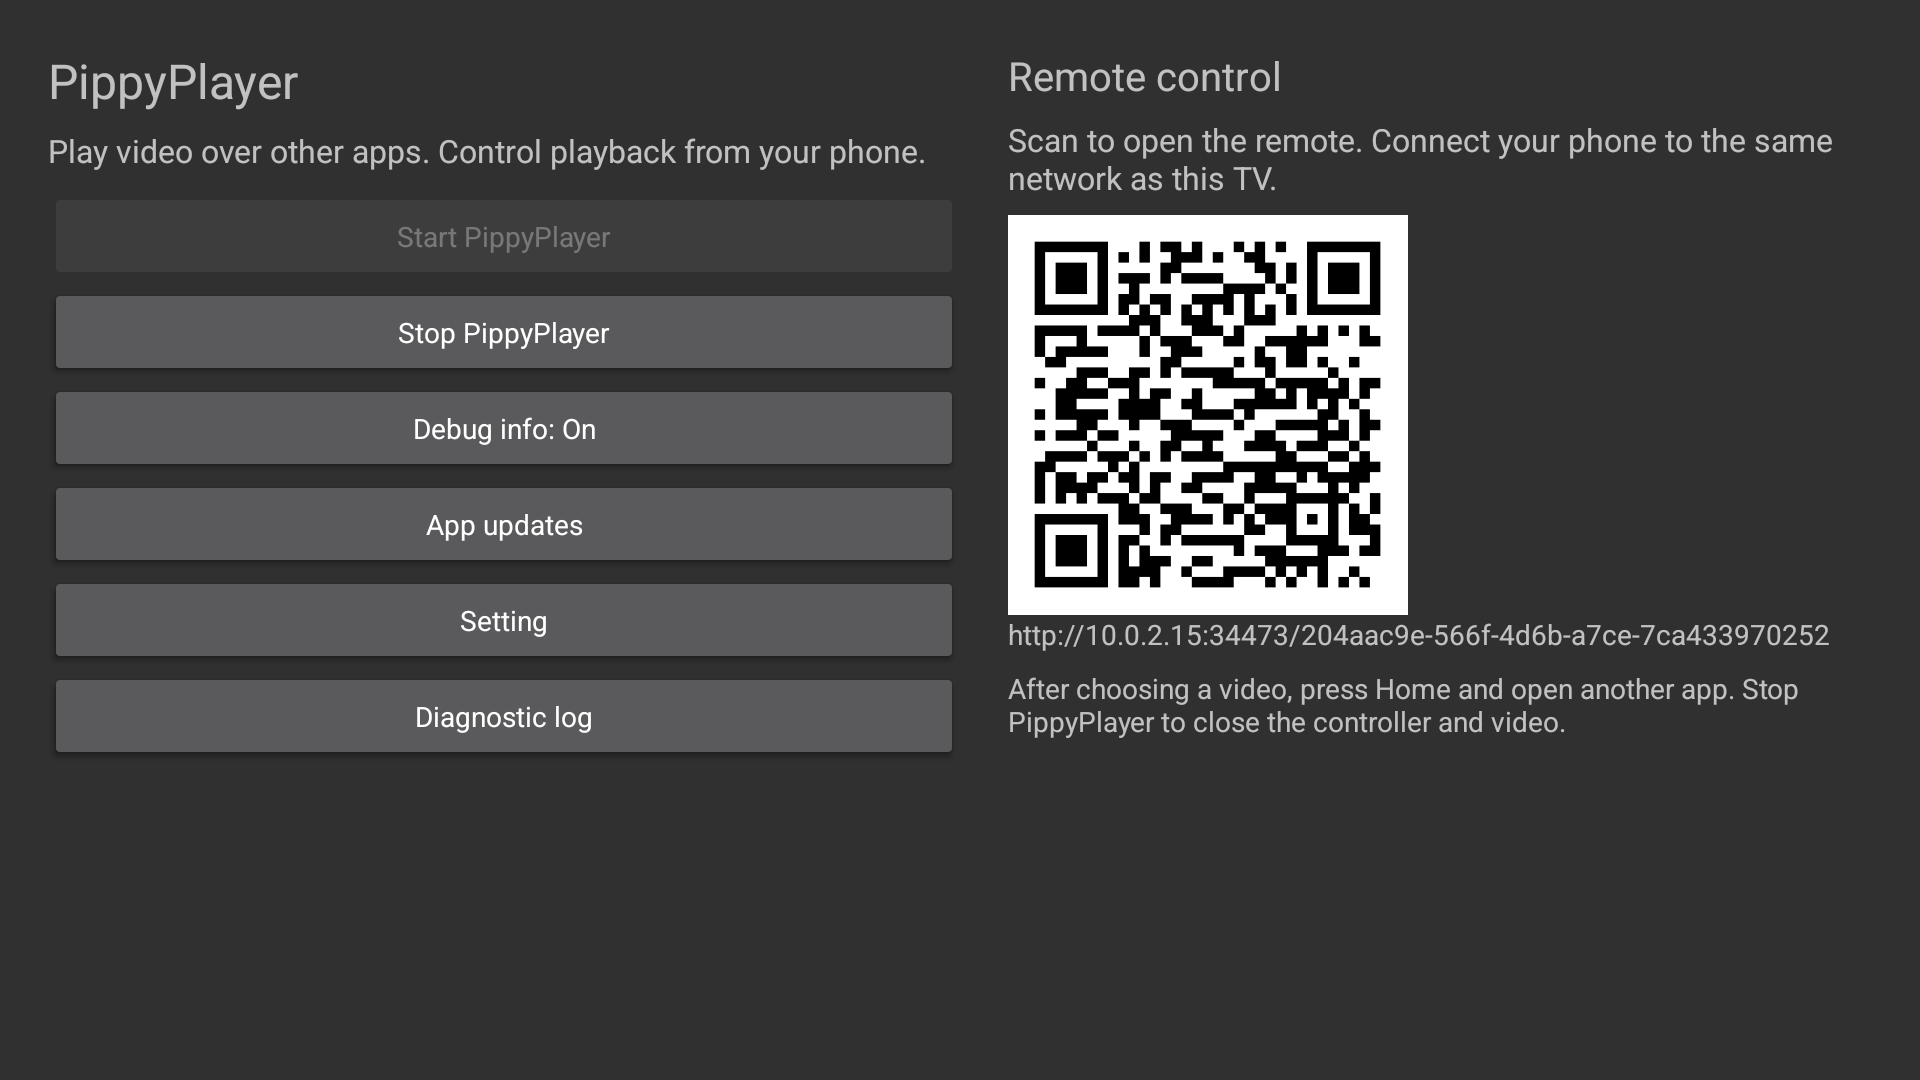 PippyPlayer
Play video over other apps. Control playback from your phone.
Start PippyPlayer
Stop PippyPlayer
Debug info: On
App updates
Setting
Diagnostic log
Remote control
Scan to open the remote. Connect your phone to the same
network as this TV.
http://10.0.2.15:34473/204aac9e-566f-4d6b-a7ce-7ca433970252
After choosing a video, press Home and open another app. Stop
PippyPlayer to close the controller and video.